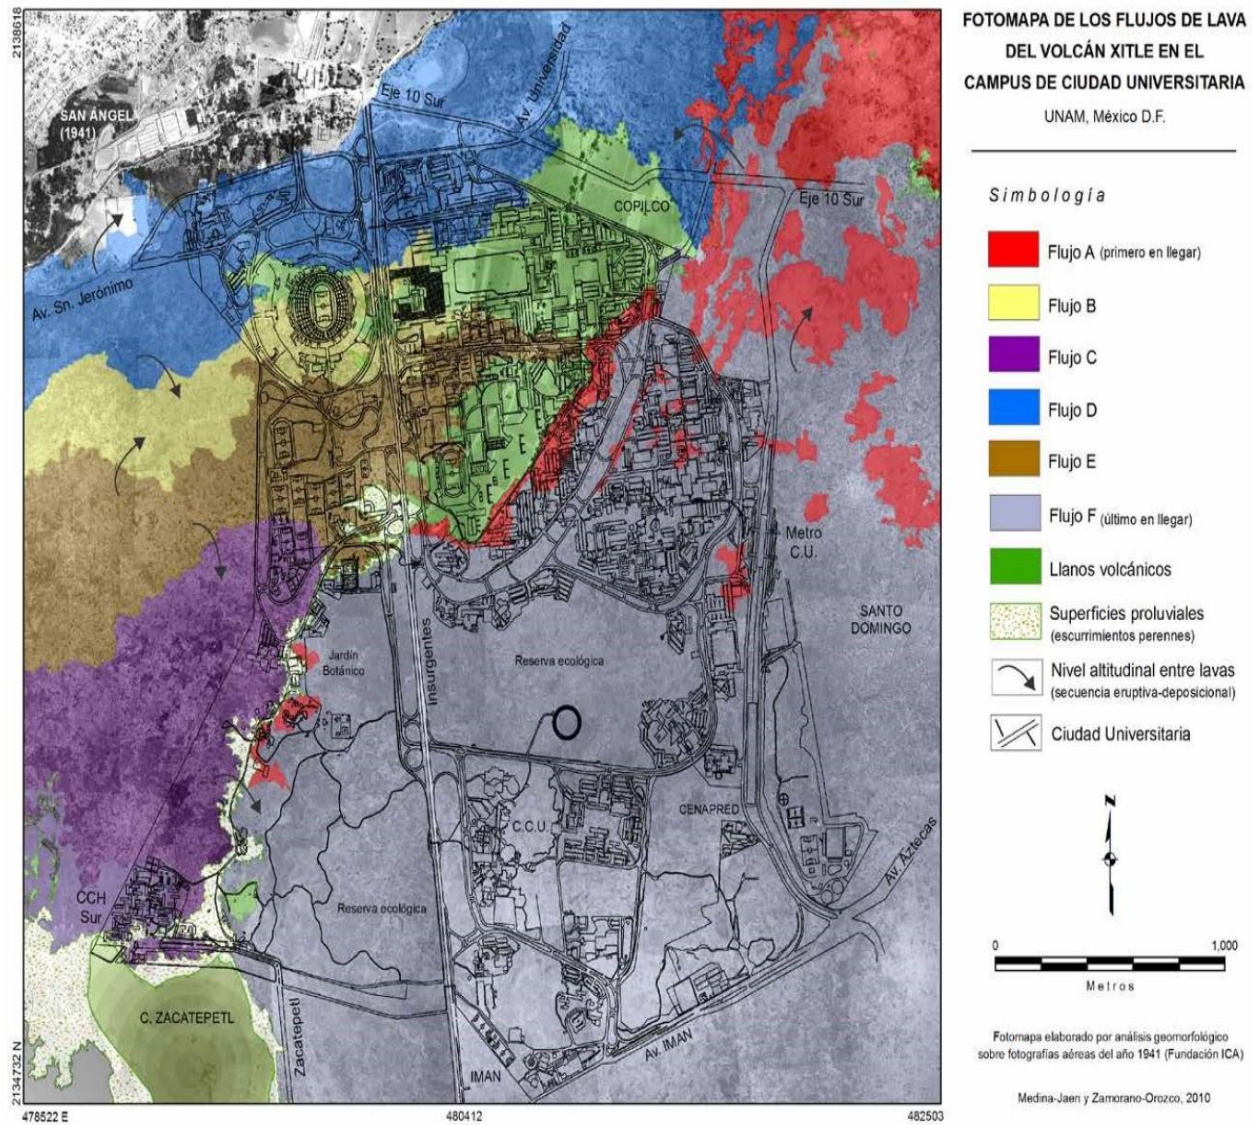 FOTOMAPA DE LOS FLUJOS DE LAVA
DEL VOLCÁN XITLE EN EL
CAMPUS DE CIUDAD UNIVERSITARIA
UNAM, México D.F.
Simbología
Flujo A (primero en llegar)
Flujo B
Flujo C
Flujo D
Flujo E
Flujo F (último en llegar)
Llanos volcánicos
Superficies proluviales
(escurrimientos perennes)
Nivel altitudinal entre lavas
(secuencia eruptiva-deposicional)
Ciudad Universitaria
N
0 1,000
Metros
Fotomapa elaborado por análisis geomorfológico
sobre fotografías aéreas del año 1941 (Fundación ICA)
Medina-Jaen y Zamorano-Orozco, 2010
2138618
SAN ÁNGEL
(1941)
Eje 10 Sur
Av. Universidad
COPILCO
Eje 10 Sur
Av. Sn. Jerónimo
Metro
C.U.
SANTO
DOMINGO
Insurgentes
Jardín
Botánico
Reserva ecológica
C.C.U.
CENAPRED
Av. Aztecas
CCH
Sur
Reserva ecológica
C. ZACATEPETL
Zacatepetl
IMAN
Av. IMAN
2134732 N
478522 E
480412
482503